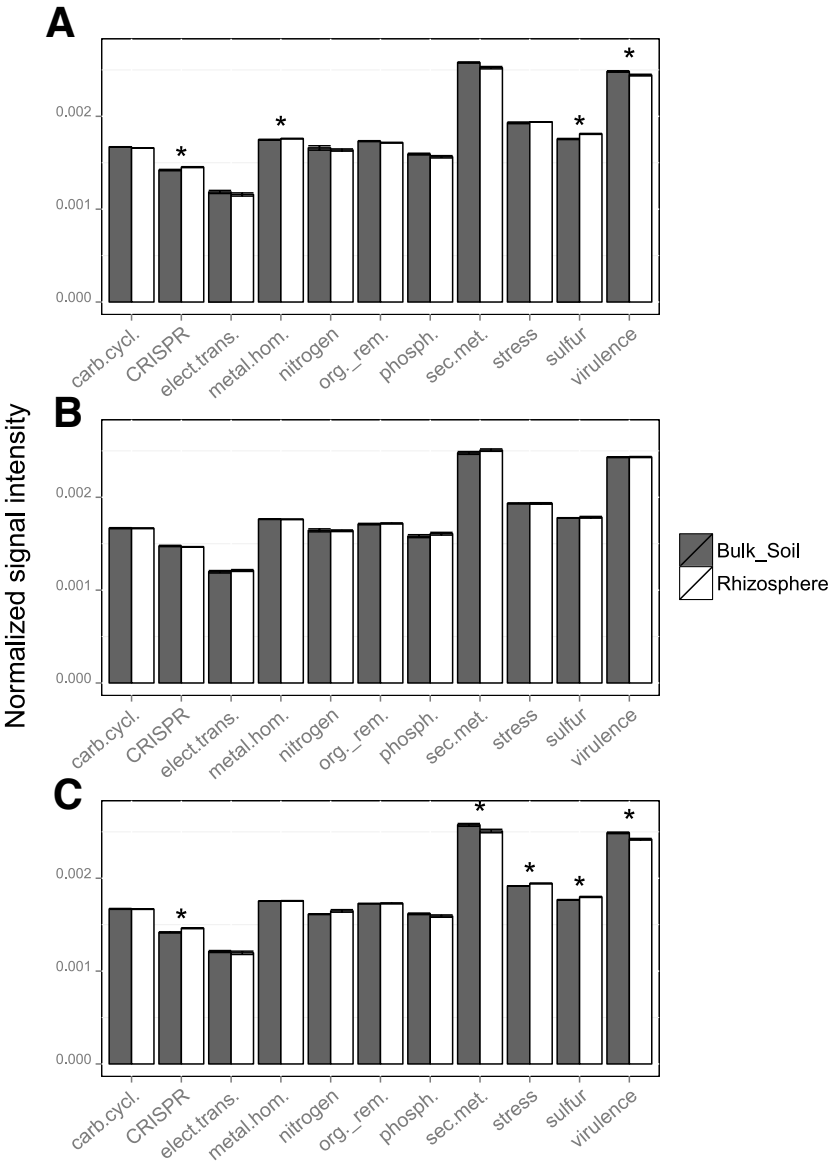 A
*
0.002
*
*
*
0.001
0.000
carb.cycl.
CRISPR
elect.trans.
metal.hom.
nitrogen
org._rem.
phosph.
sec.met.
stress
sulfur
virulence
B
Normalized signal intensity
0.002
0.001
0.000
Bulk_Soil
Rhizosphere
carb.cycl.
CRISPR
elect.trans.
metal.hom.
nitrogen
org._rem.
phosph.
sec.met.
stress
sulfur
virulence
C
*
*
0.002
*
*
*
0.001
0.000
carb.cycl.
CRISPR
elect.trans.
metal.hom.
nitrogen
org._rem.
phosph.
sec.met.
stress
sulfur
virulence